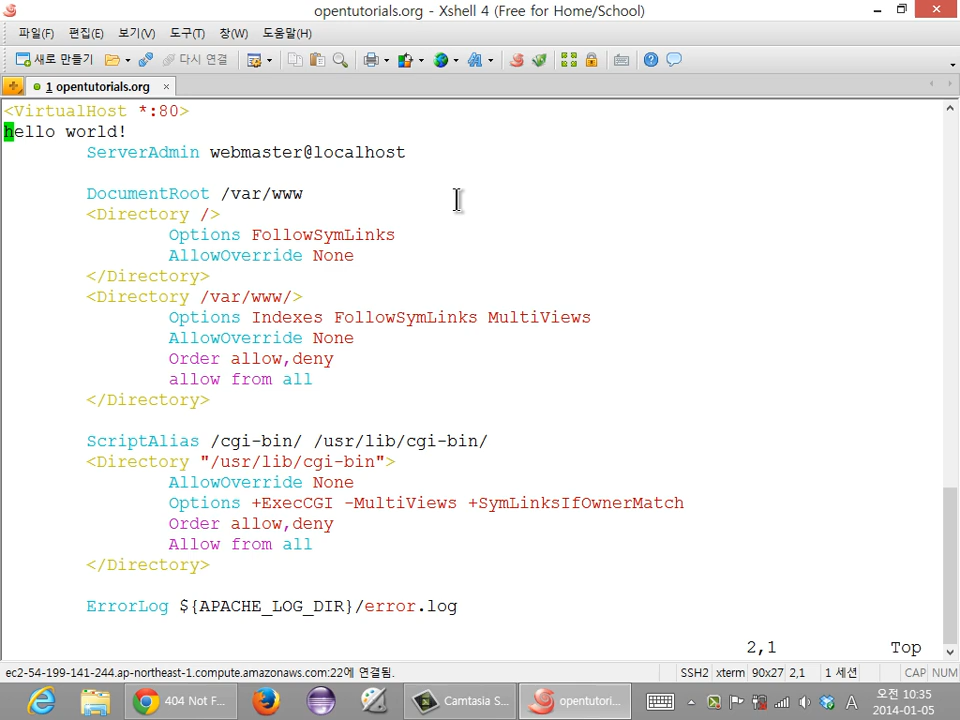 opentutorials.org - Xshell 4 (Free for Home/School)
파일(F) 편집(E) 보기(V) 도구(T) 창(W) 도움말(H)
새로 만들기 다시 연결
1 opentutorials.org
<VirtualHost *:80>
hello world!
ServerAdmin webmaster@localhost
DocumentRoot /var/www
<Directory />
Options FollowSymLinks
AllowOverride None
</Directory>
<Directory /var/www/>
Options Indexes FollowSymLinks MultiViews
AllowOverride None
Order allow,deny
allow from all
</Directory>
ScriptAlias /cgi-bin/ /usr/lib/cgi-bin/
<Directory "/usr/lib/cgi-bin">
AllowOverride None
Options +ExecCGI -MultiViews +SymLinksIfOwnerMatch
Order allow,deny
Allow from all
</Directory>
ErrorLog ${APACHE_LOG_DIR}/error.log
2,1 Top
ec2-54-199-141-244.ap-northeast-1.compute.amazonaws.com:22에 연결됨. SSH2 xterm 90x27 2,1 1 세션 CAP NUM
404 Not F... Camtasia S... opentutori... A 오전 10:35
2014-01-05